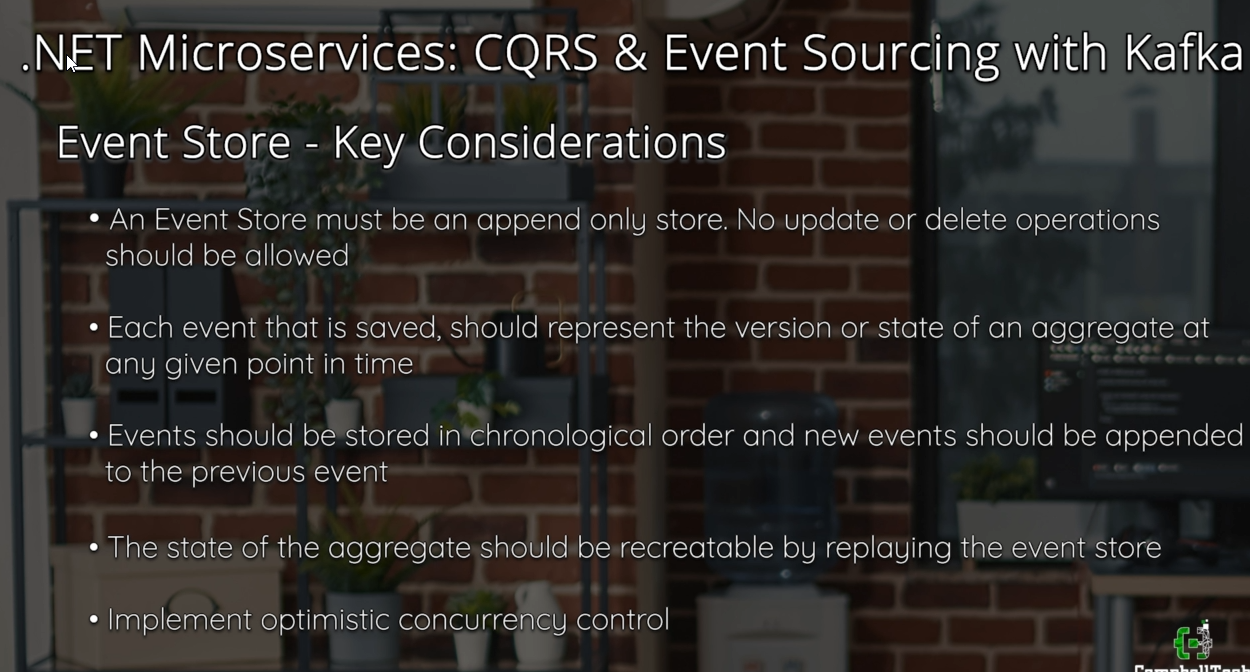 .NET Microservices: CQRS & Event Sourcing with Kafka
Event Store - Key Considerations
• An Event Store must be an append only store. No update or delete operations
should be allowed
• Each event that is saved, should represent the version or state of an aggregate at
any given point in time
• Events should be stored in chronological order and new events should be appended
to the previous event
• The state of the aggregate should be recreatable by replaying the event store
• Implement optimistic concurrency control